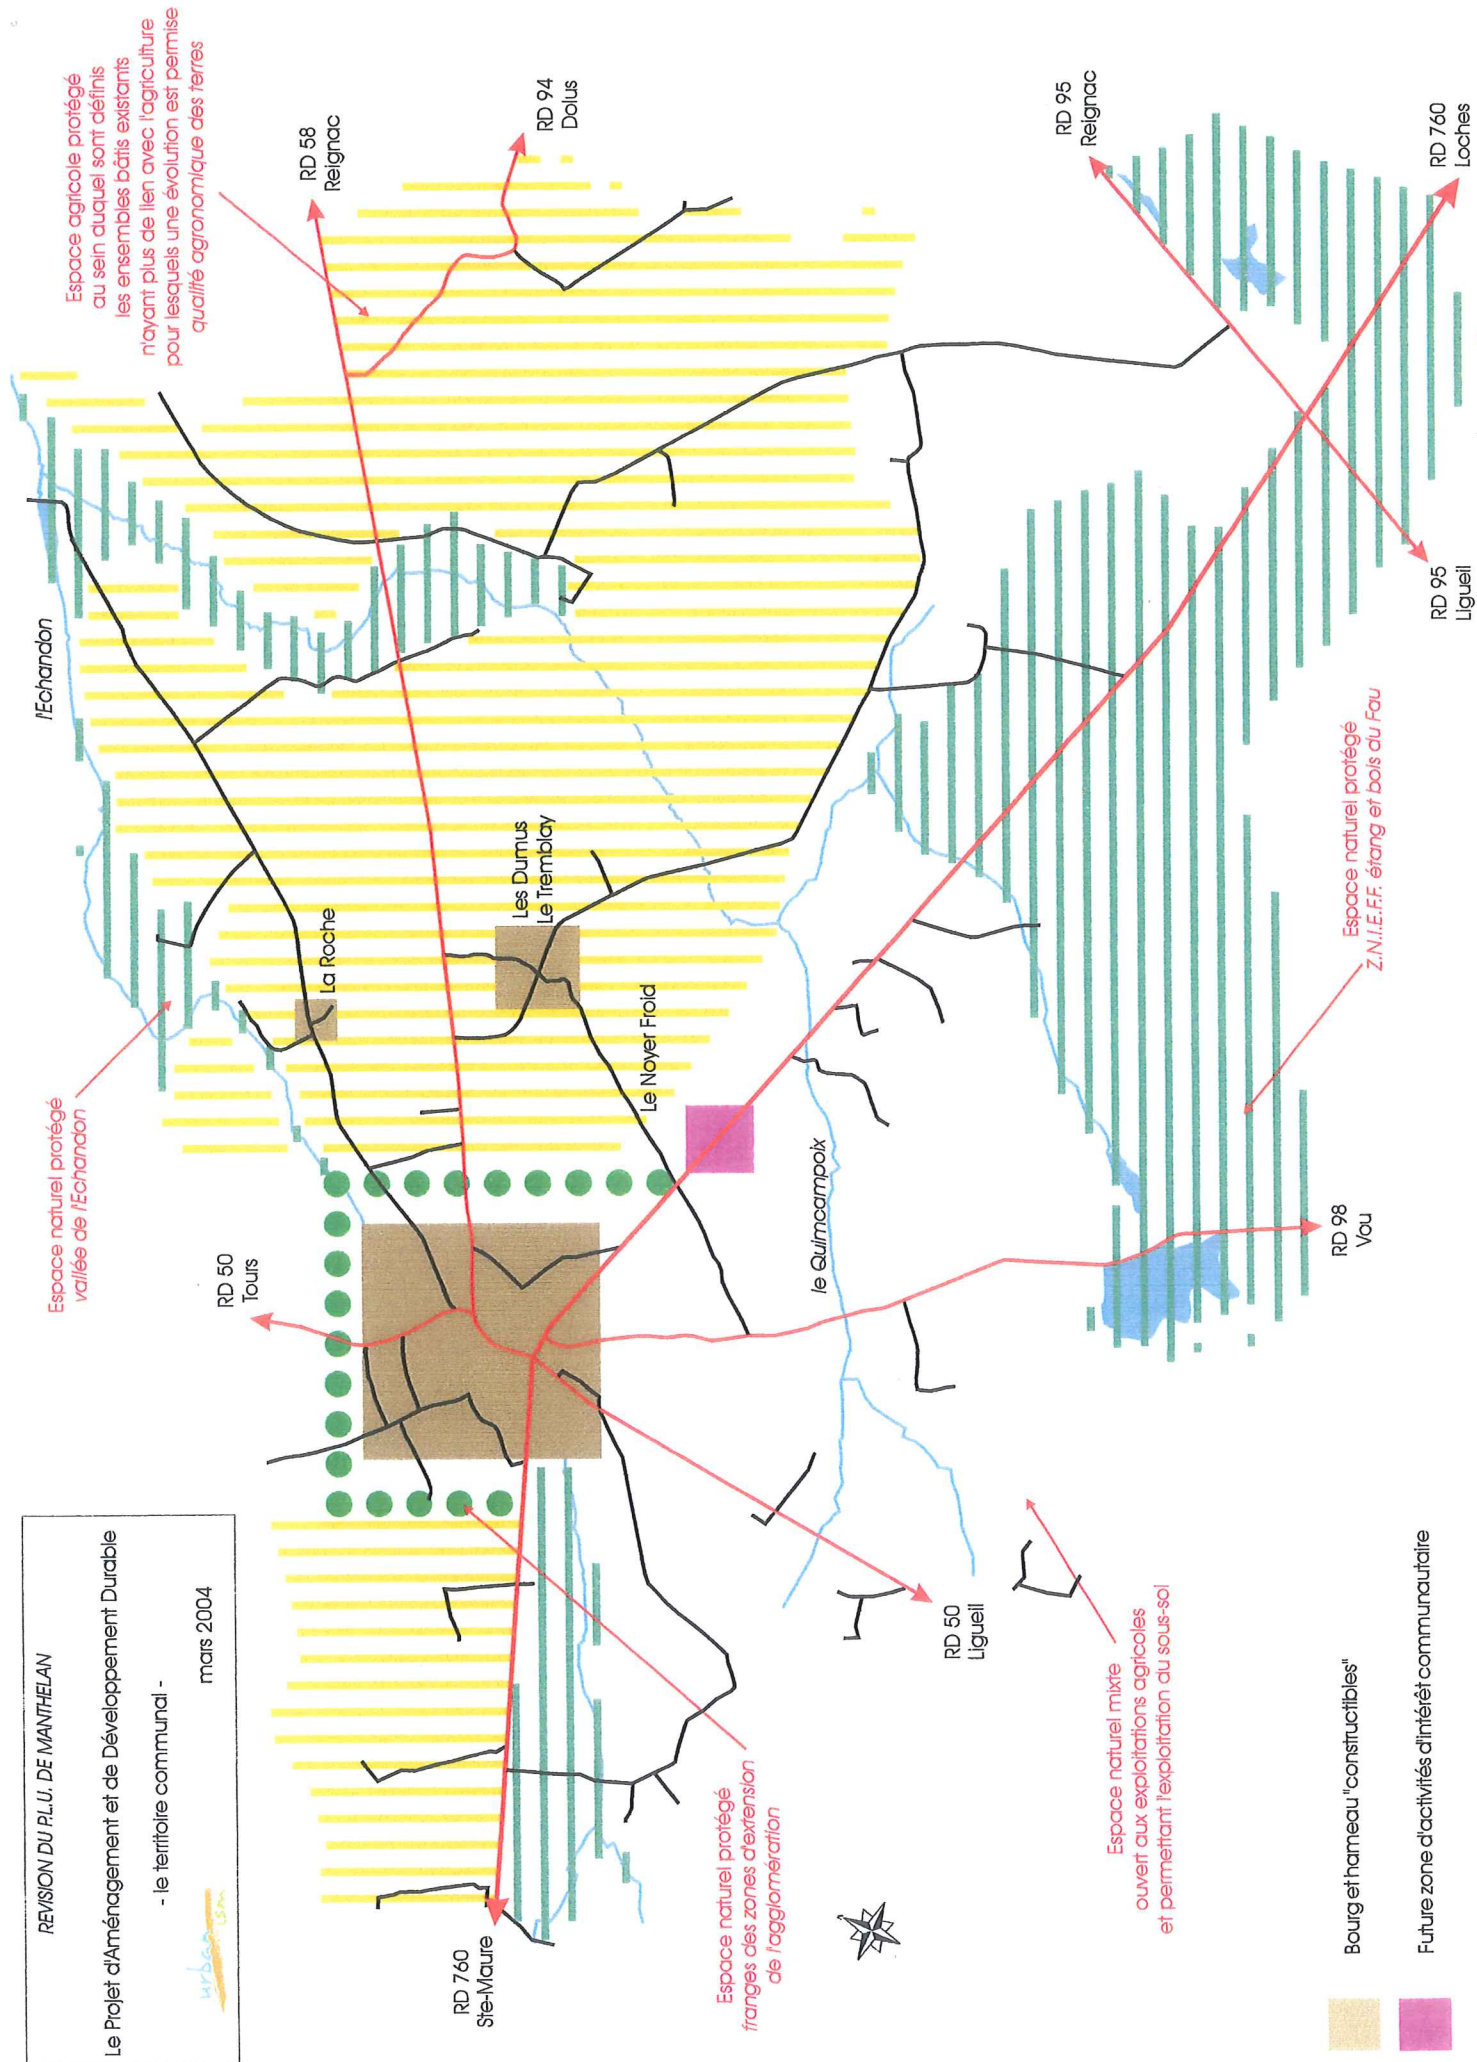 REVISION DU P.L.U. DE MANTHELAN
Le Projet d'Aménagement et de Développement Durable
- le territoire communal -
mars 2004
urbanism
Espace naturel protégé
vallée de l'Echandon
l'Echandon
Espace agricole protégé
au sein duquel sont définis
les ensembles bâtis existants
n'ayant plus de lien avec l'agriculture
pour lesquels une évolution est permise
qualité agronomique des terres
RD 50
Tours
La Roche
RD 58
Reignac
RD 94
Dolus
Les Dumus
Le Tremblay
Le Noyer Froid
RD 760
Ste-Maure
Espace naturel protégé
franges des zones d'extension
de l'agglomération
le Quimcampoix
RD 50
Ligueil
Espace naturel mixte
ouvert aux exploitations agricoles
et permettant l'exploitation du sous-sol
RD 98
Vou
Espace naturel protégé
Z.N.I.E.F.F. étang et bois du Fau
RD 95
Reignac
RD 95
Ligueil
RD 760
Loches
Bourg et hameau "constructibles"
Future zone d'activités d'intérêt communautaire